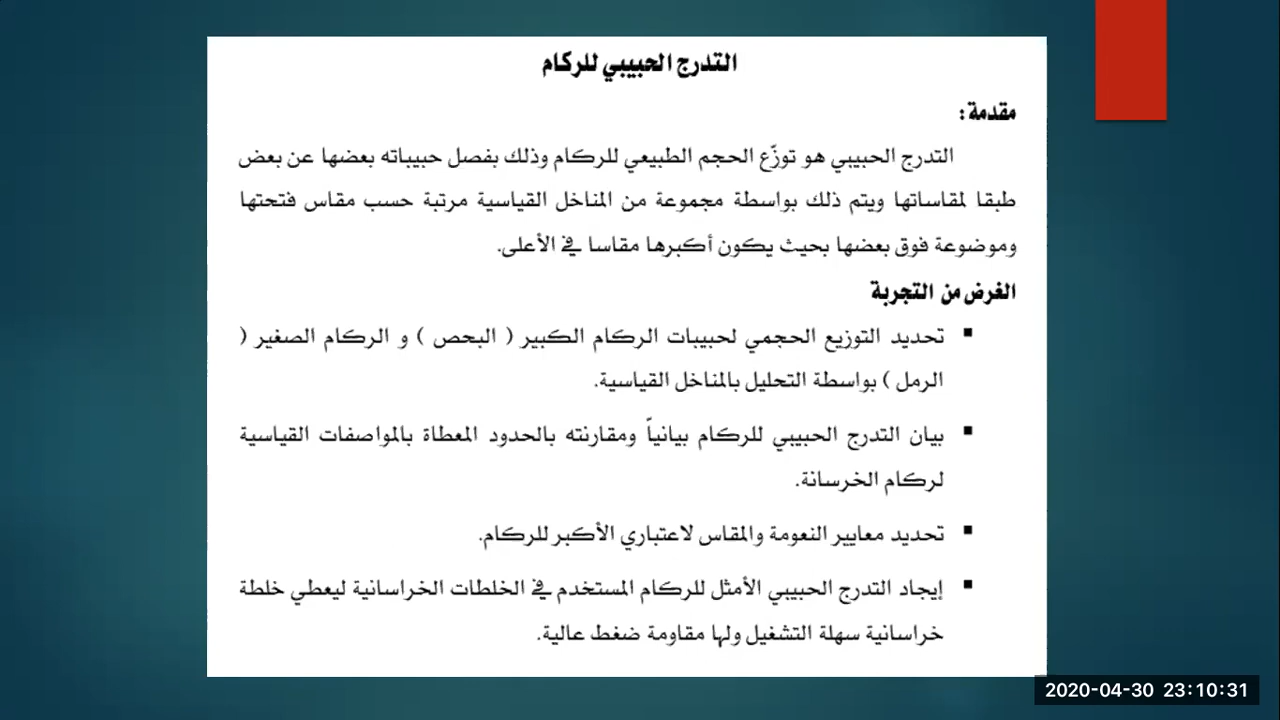 التدرج الحبيبي للركام
مقدمة:
التدرج الحبيبي هو توزّع الحجم الطبيعي للركام وذلك بفصل حبيباته بعضها عن بعض
طبقا لمقاساتها ويتم ذلك بواسطة مجموعة من المناخل القياسية مرتبة حسب مقاس فتحتها
وموضوعة فوق بعضها بحيث يكون أكبرها مقاسا في الأعلى.
الغرض من التجربة
▪ تحديد التوزيع الحجمي لحبيبات الركام الكبير ( البحص ) و الركام الصغير (
الرمل ) بواسطة التحليل بالمناخل القياسية.
▪ بيان التدرج الحبيبي للركام بيانياً ومقارنته بالحدود المعطاة بالمواصفات القياسية
لركام الخرسانة.
▪ تحديد معايير النعومة والمقاس لاعتباري الأكبر للركام.
▪ إيجاد التدرج الحبيبي الأمثل للركام المستخدم في الخلطات الخراسانية ليعطي خلطة
خراسانية سهلة التشغيل ولها مقاومة ضغط عالية.
2020-04-30 23:10:31